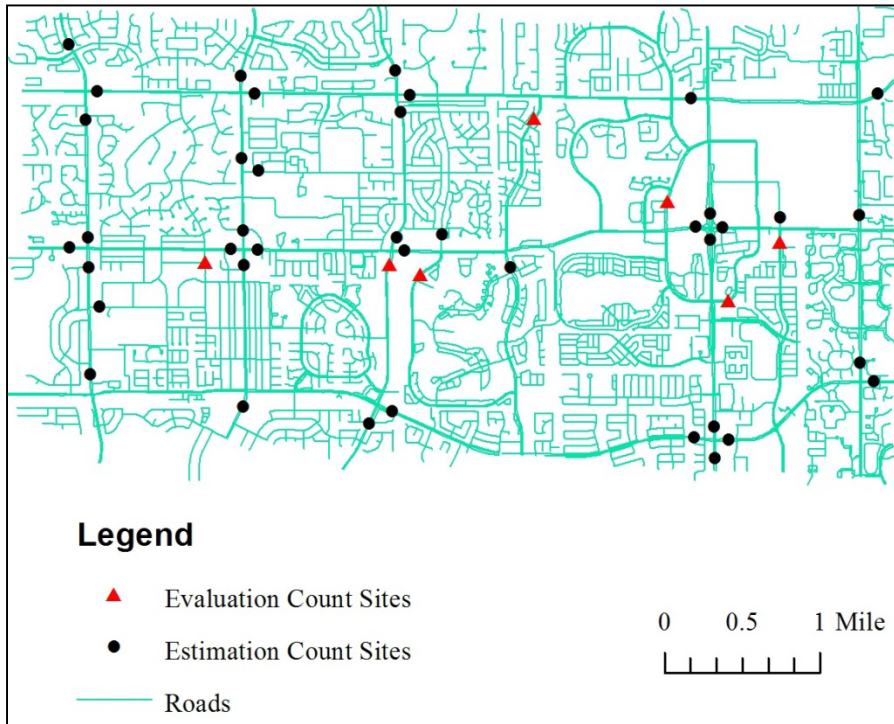 Legend
Evaluation Count Sites
Estimation Count Sites
Roads
0 0.5 1 Mile